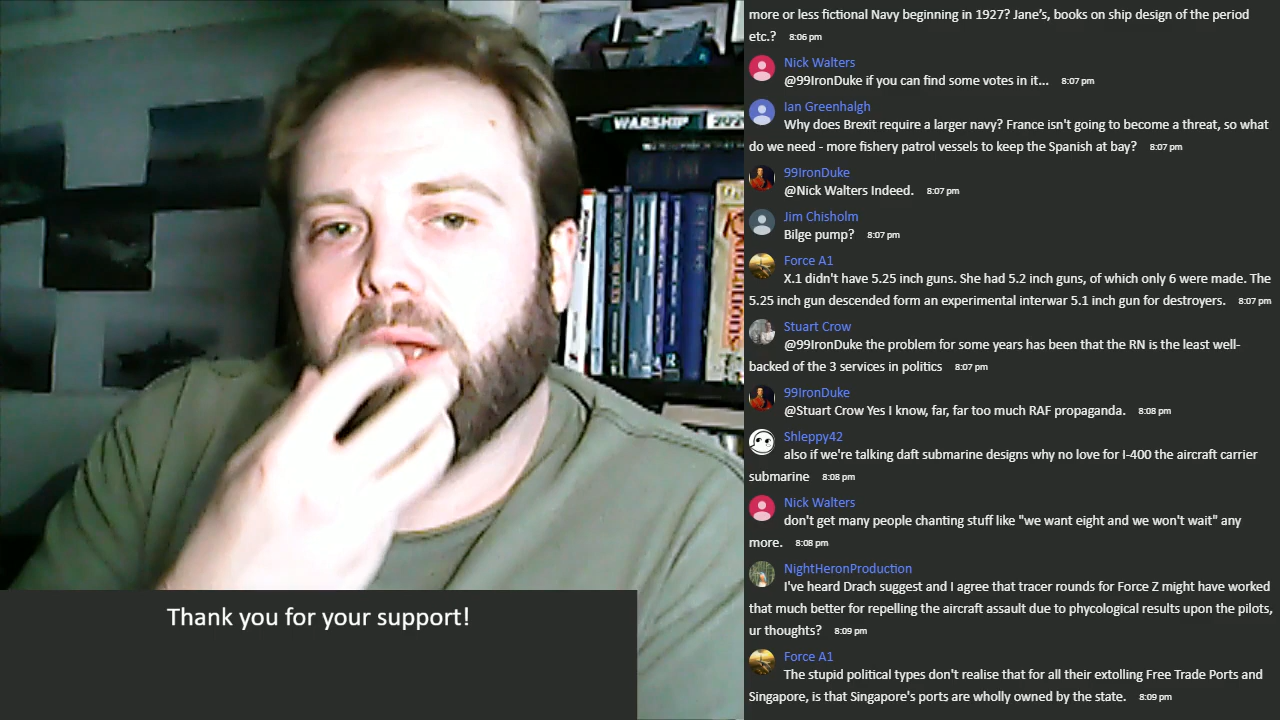 WARSHIP
Thank you for your support!
more or less fictional Navy beginning in 1927? Jane's, books on ship design of the period
etc.? 8:06 pm
Nick Walters
@99IronDuke if you can find some votes in it... 8:07 pm
Ian Greenhalgh
Why does Brexit require a larger navy? France isn't going to become a threat, so what
do we need - more fishery patrol vessels to keep the Spanish at bay? 8:07 pm
99IronDuke
@Nick Walters Indeed. 8:07 pm
Jim Chisholm
Bilge pump? 8:07 pm
Force A1
X.1 didn't have 5.25 inch guns. She had 5.2 inch guns, of which only 6 were made. The
5.25 inch gun descended form an experimental interwar 5.1 inch gun for destroyers. 8:07 pm
Stuart Crow
@99IronDuke the problem for some years has been that the RN is the least well-
backed of the 3 services in politics 8:07 pm
99IronDuke
@Stuart Crow Yes I know, far, far too much RAF propaganda. 8:08 pm
Shleppy42
also if we're talking daft submarine designs why no love for I-400 the aircraft carrier
submarine 8:08 pm
Nick Walters
don't get many people chanting stuff like "we want eight and we won't wait" any
more. 8:08 pm
NightHeronProduction
I've heard Drach suggest and I agree that tracer rounds for Force Z might have worked
that much better for repelling the aircraft assault due to phycological results upon the pilots,
ur thoughts? 8:09 pm
Force A1
The stupid political types don't realise that for all their extolling Free Trade Ports and
Singapore, is that Singapore's ports are wholly owned by the state. 8:09 pm